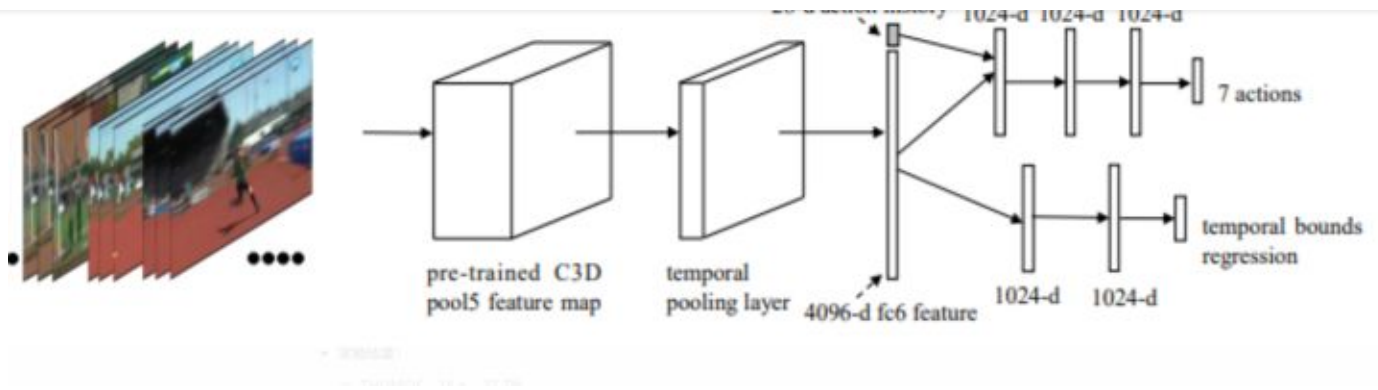 1024-d 1024-d 1024-d
7 actions
temporal bounds
regression
pre-trained C3D
pool5 feature map
temporal
pooling layer
4096-d fc6 feature
1024-d
1024-d